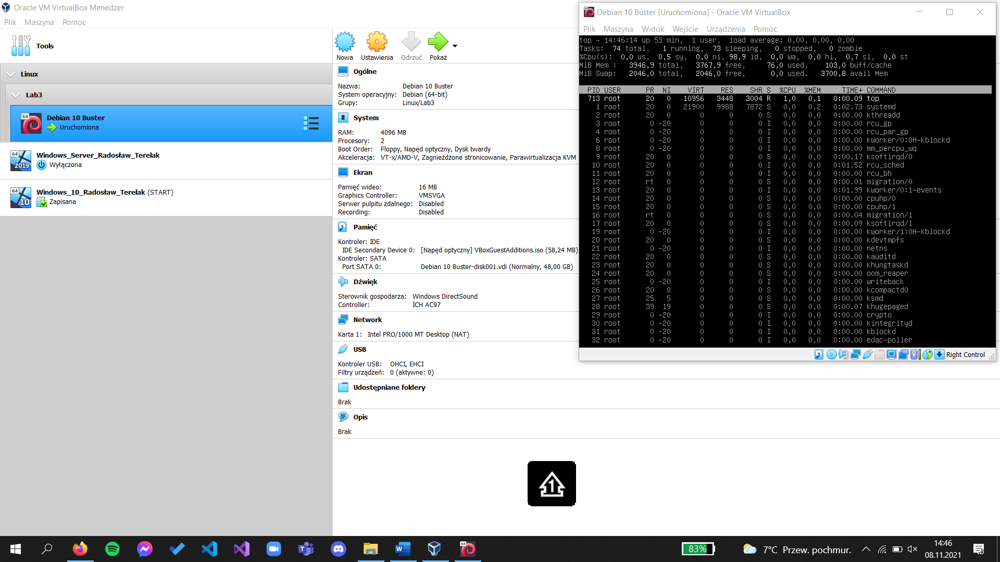 Oracle VM VirtualBox Menedżer
Plik Maszyna Pomoc
Tools
Linux
Lab3
64
Debian 10 Buster
Uruchomiona
64
2019
Windows_Server_Radosław_Terelak
Wyłączona
64
10
Windows_10_Radosław_Terelak (START)
Zapisana
Nowa Ustawienia Odrzuć Pokaż
Ogólne
Nazwa: Debian 10 Buster
System operacyjny: Debian (64-bit)
Grupy: Linux/Lab3
System
RAM: 4096 MB
Procesory: 2
Boot Order: Floppy, Napęd optyczny, Dysk twardy
Akceleracja: VT-x/AMD-V, Zagnieżdżone stronicowanie, Parawirtualizacja KVM
Ekran
Pamięć wideo: 16 MB
Graphics Controller: VMSVGA
Serwer pulpitu zdalnego: Disabled
Recording: Disabled
Pamięć
Kontroler: IDE
IDE Secondary Device 0: [Napęd optyczny] VBoxGuestAdditions.iso (58,24 MB)
Kontroler: SATA
Port SATA 0: Debian 10 Buster-disk001.vdi (Normalny, 48,00 GB)
Dźwięk
Sterownik gospodarza: Windows DirectSound
Controller: ICH AC97
Network
Karta 1: Intel PRO/1000 MT Desktop (NAT)
USB
Kontroler USB: OHCI, EHCI
Filtry urządzeń: 0 (aktywne: 0)
Udostępniane foldery
Brak
Opis
Brak
Debian 10 Buster [Uruchomiona] - Oracle VM VirtualBox
Plik Maszyna Widok Wejście Urządzenia Pomoc
top - 14:46:14 up 53 min, 1 user, load average: 0,00, 0,00, 0,00
Tasks: 74 total, 1 running, 73 sleeping, 0 stopped, 0 zombie
%Cpu(s): 0,0 us, 0,5 sy, 0,0 ni, 98,9 id, 0,0 wa, 0,0 hi, 0,7 si, 0,0 st
MiB Mem : 3946,9 total, 3767,9 free, 76,0 used, 103,0 buff/cache
MiB Swap: 2046,0 total, 2046,0 free, 0,0 used. 3700,8 avail Mem
PID USER PR NI VIRT RES SHR S %CPU %MEM TIME+ COMMAND
713 root 20 0 10956 3448 3004 R 1,0 0,1 0:00.09 top
1 root 20 0 21900 9988 7872 S 0,0 0,2 0:02.73 systemd
2 root 20 0 0 0 0 S 0,0 0,0 0:00.00 kthreadd
3 root 0 -20 0 0 0 I 0,0 0,0 0:00.00 rcu_gp
4 root 0 -20 0 0 0 I 0,0 0,0 0:00.00 rcu_par_gp
6 root 0 -20 0 0 0 I 0,0 0,0 0:00.00 kworker/0:0H-kblockd
8 root 0 -20 0 0 0 I 0,0 0,0 0:00.00 mm_percpu_wq
9 root 20 0 0 0 0 S 0,0 0,0 0:00.17 ksoftirqd/0
10 root 20 0 0 0 0 I 0,0 0,0 0:01.52 rcu_sched
11 root 20 0 0 0 0 I 0,0 0,0 0:00.00 rcu_bh
12 root rt 0 0 0 0 S 0,0 0,0 0:00.01 migration/0
13 root 20 0 0 0 0 I 0,0 0,0 0:01.99 kworker/0:1-events
14 root 20 0 0 0 0 S 0,0 0,0 0:00.00 cpuhp/0
15 root 20 0 0 0 0 S 0,0 0,0 0:00.00 cpuhp/1
16 root rt 0 0 0 0 S 0,0 0,0 0:00.04 migration/1
17 root 20 0 0 0 0 S 0,0 0,0 0:00.09 ksoftirqd/1
19 root 0 -20 0 0 0 I 0,0 0,0 0:00.00 kworker/1:0H-kblockd
20 root 20 0 0 0 0 S 0,0 0,0 0:00.00 kdevtmpfs
21 root 0 -20 0 0 0 I 0,0 0,0 0:00.00 netns
22 root 20 0 0 0 0 S 0,0 0,0 0:00.00 kauditd
23 root 20 0 0 0 0 S 0,0 0,0 0:00.00 khungtaskd
24 root 20 0 0 0 0 S 0,0 0,0 0:00.00 oom_reaper
25 root 0 -20 0 0 0 I 0,0 0,0 0:00.00 writeback
26 root 20 0 0 0 0 S 0,0 0,0 0:00.00 kcompactd0
27 root 25 5 0 0 0 S 0,0 0,0 0:00.00 ksmd
28 root 39 19 0 0 0 S 0,0 0,0 0:00.07 khugepaged
29 root 0 -20 0 0 0 I 0,0 0,0 0:00.00 crypto
30 root 0 -20 0 0 0 I 0,0 0,0 0:00.00 kintegrityd
31 root 0 -20 0 0 0 I 0,0 0,0 0:00.00 kblockd
32 root 0 -20 0 0 0 I 0,0 0,0 0:00.00 edac-poller
Right Control
1
83%
7°C Przew. pochmur.
14:46
08.11.2021